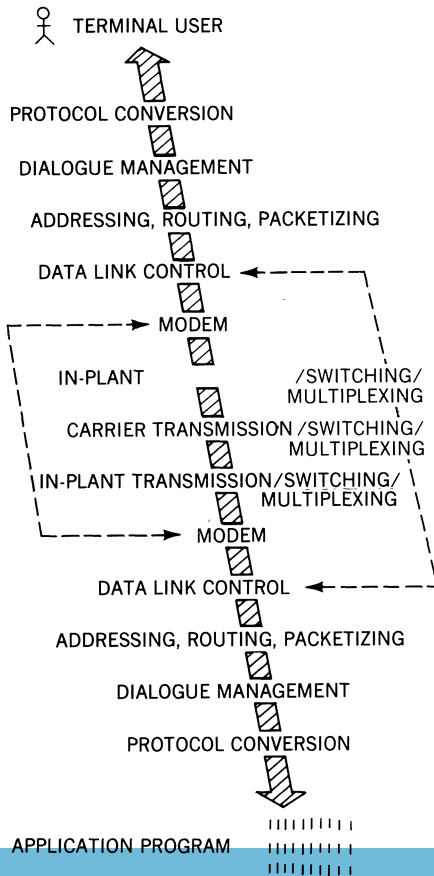 TERMINAL USER
PROTOCOL CONVERSION
DIALOGUE MANAGEMENT
ADDRESSING, ROUTING, PACKETIZING
DATA LINK CONTROL
MODEM
IN-PLANT /SWITCHING/
MULTIPLEXING
CARRIER TRANSMISSION /SWITCHING/
MULTIPLEXING
IN-PLANT TRANSMISSION/SWITCHING/
MULTIPLEXING
MODEM
DATA LINK CONTROL
ADDRESSING, ROUTING, PACKETIZING
DIALOGUE MANAGEMENT
PROTOCOL CONVERSION
APPLICATION PROGRAM